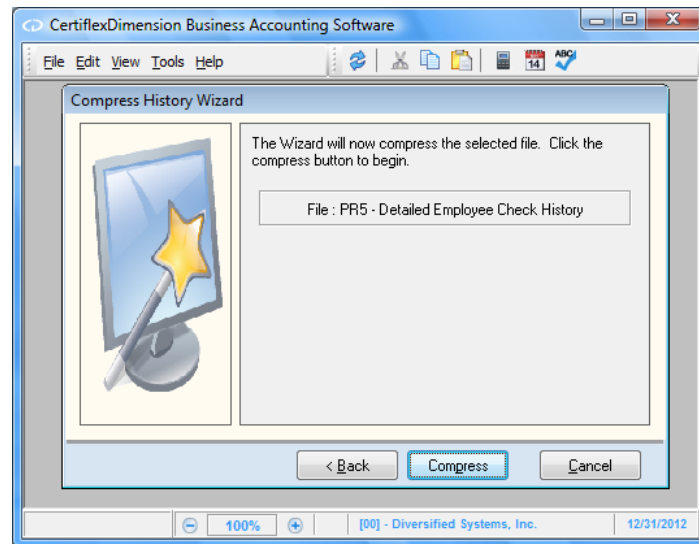 CertiflexDimension Business Accounting Software
File Edit View Tools Help
14 ABC
Compress History Wizard
The Wizard will now compress the selected file. Click the
compress button to begin.
File : PR5 - Detailed Employee Check History
< Back Compress Cancel
100% [00] - Diversified Systems, Inc. 12/31/2012